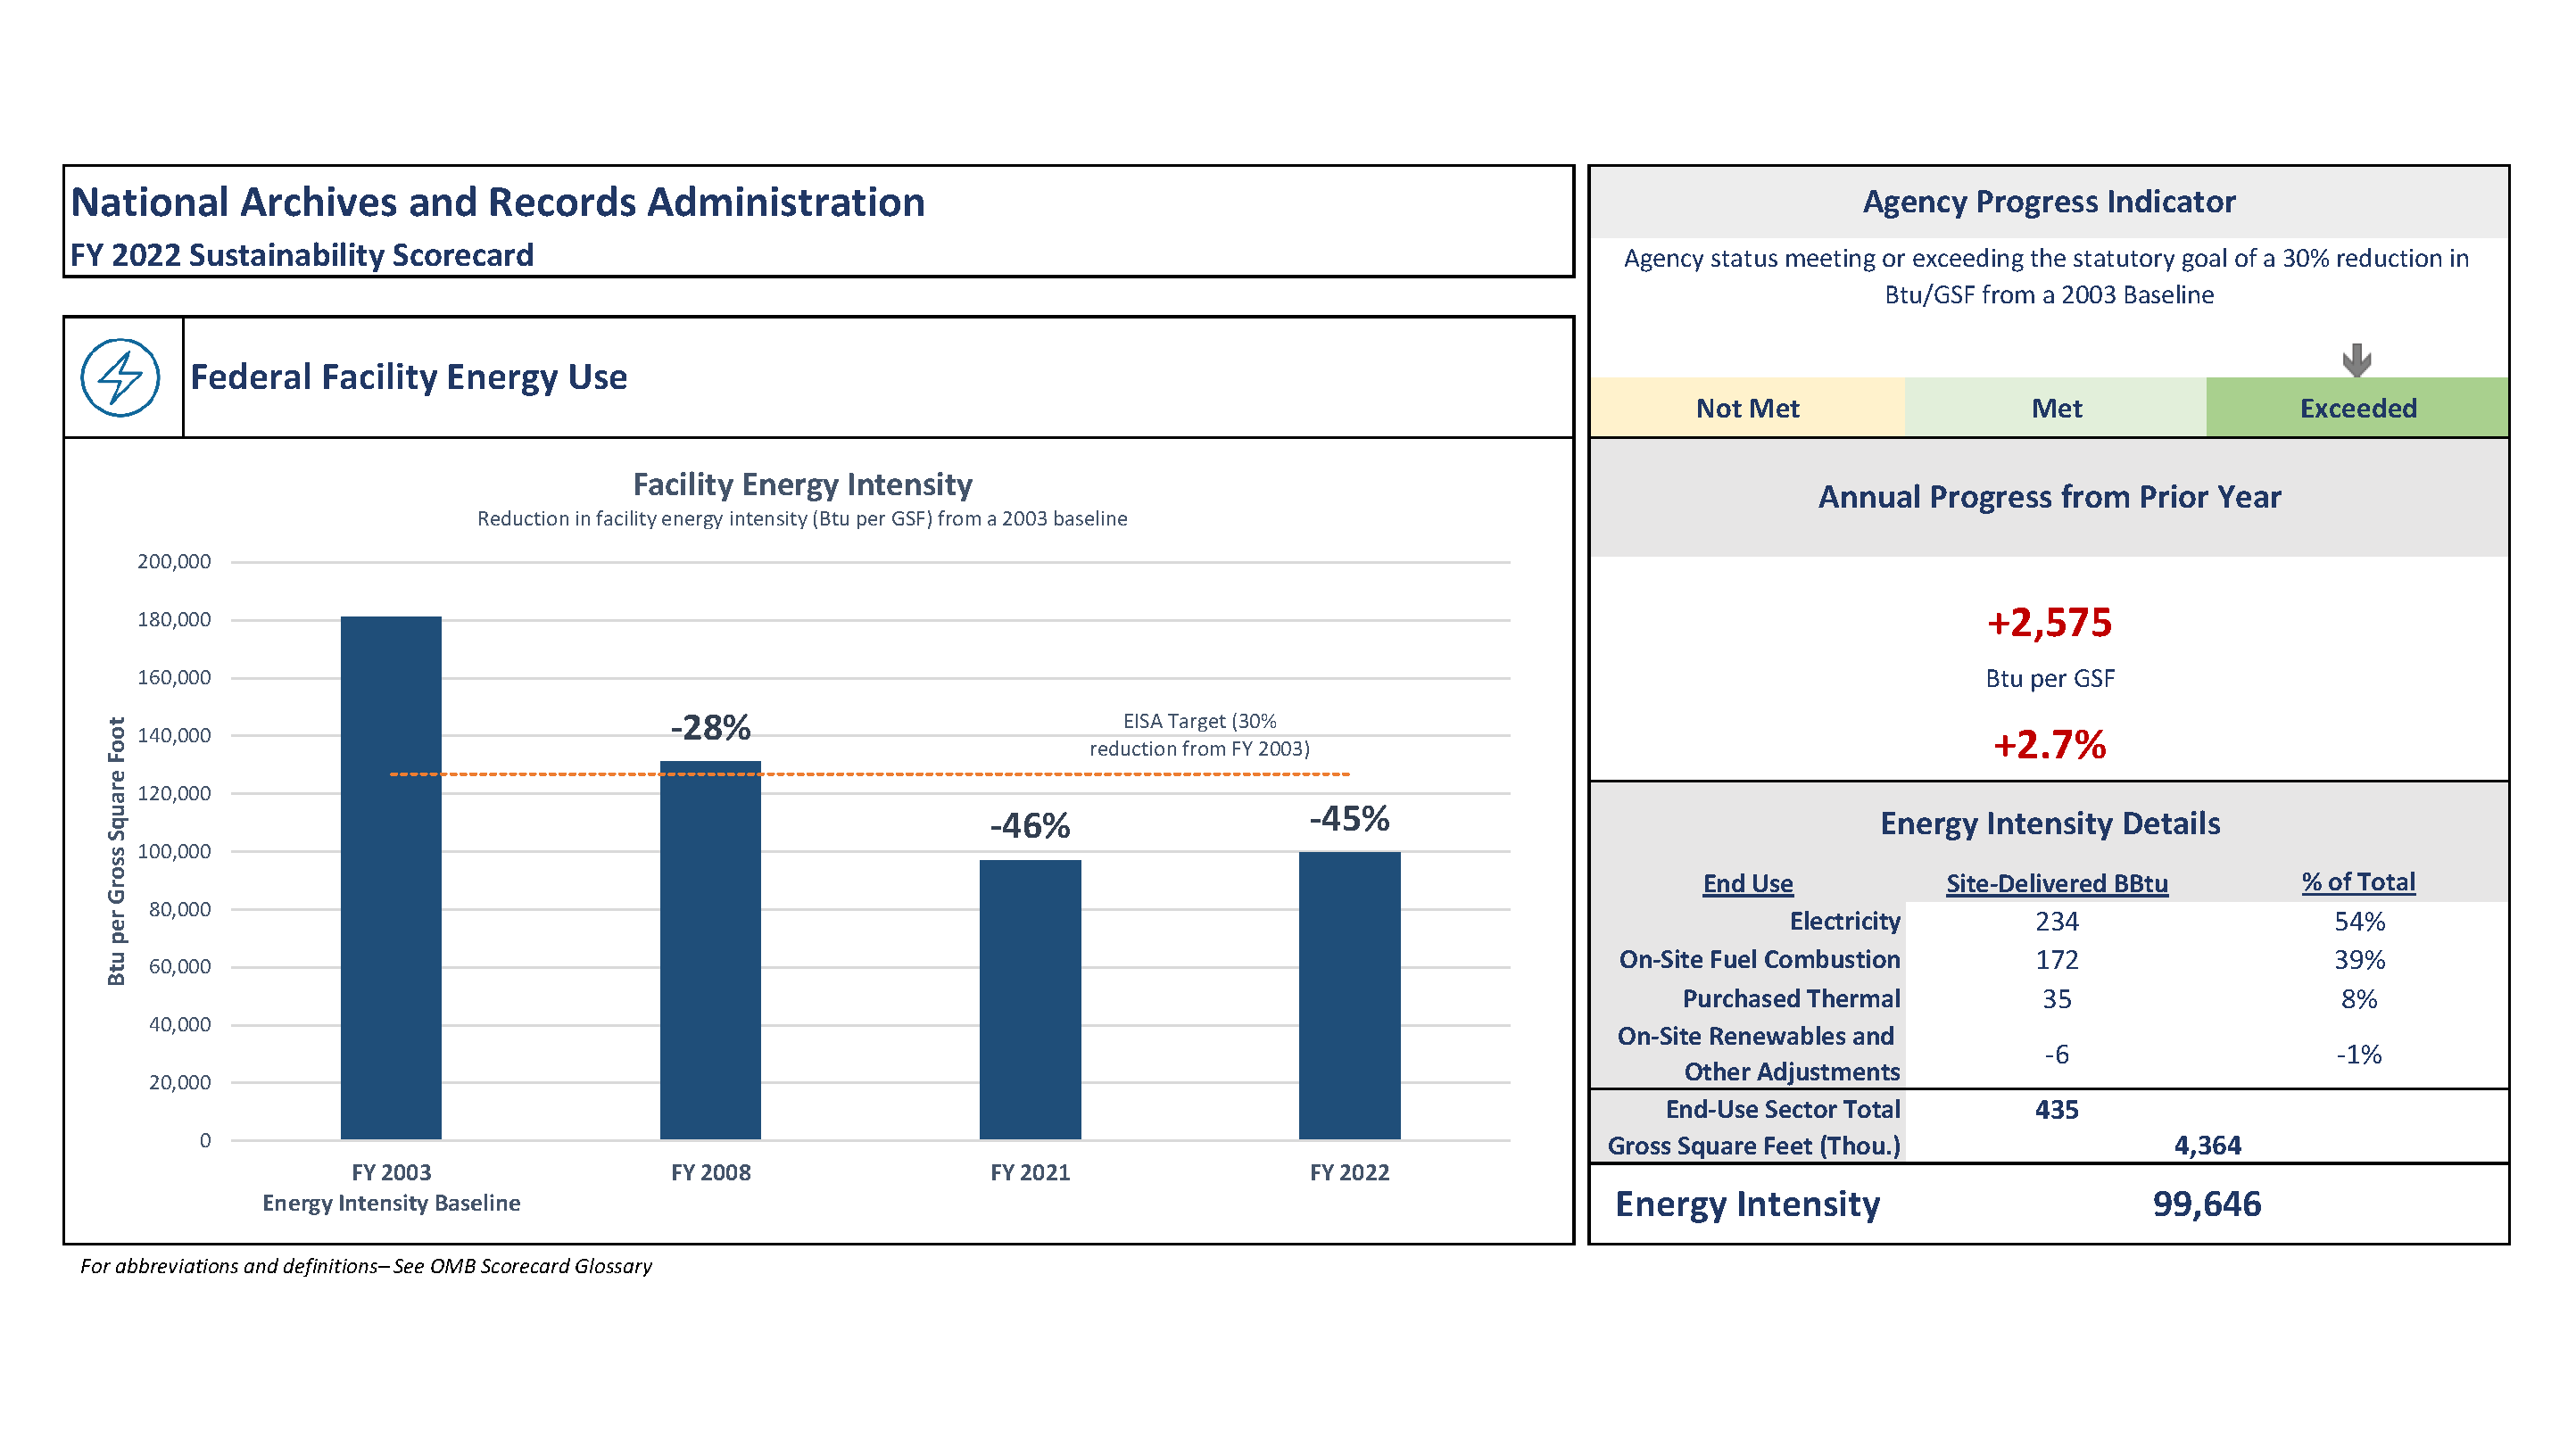 National Archives and Records Administration
FY 2022 Sustainability Scorecard
Federal Facility Energy Use
Facility Energy Intensity
Reduction in facility energy intensity (Btu per GSF) from a 2003 baseline
Btu per Gross Square Foot
200,000
180,000
160,000
140,000
120,000
100,000
80,000
60,000
40,000
20,000
0
-28%
EISA Target (30%
reduction from FY 2003)
-46%
-45%
FY 2003
Energy Intensity Baseline
FY 2008
FY 2021
FY 2022
For abbreviations and definitions– See OMB Scorecard Glossary
Agency Progress Indicator
Agency status meeting or exceeding the statutory goal of a 30% reduction in
Btu/GSF from a 2003 Baseline
Not Met Met Exceeded
Annual Progress from Prior Year
+2,575
Btu per GSF
+2.7%
Energy Intensity Details
End Use Site-Delivered BBtu % of Total
Electricity 234 54%
On-Site Fuel Combustion 172 39%
Purchased Thermal 35 8%
On-Site Renewables and
Other Adjustments -6 -1%
End-Use Sector Total 435
Gross Square Feet (Thou.) 4,364
Energy Intensity 99,646